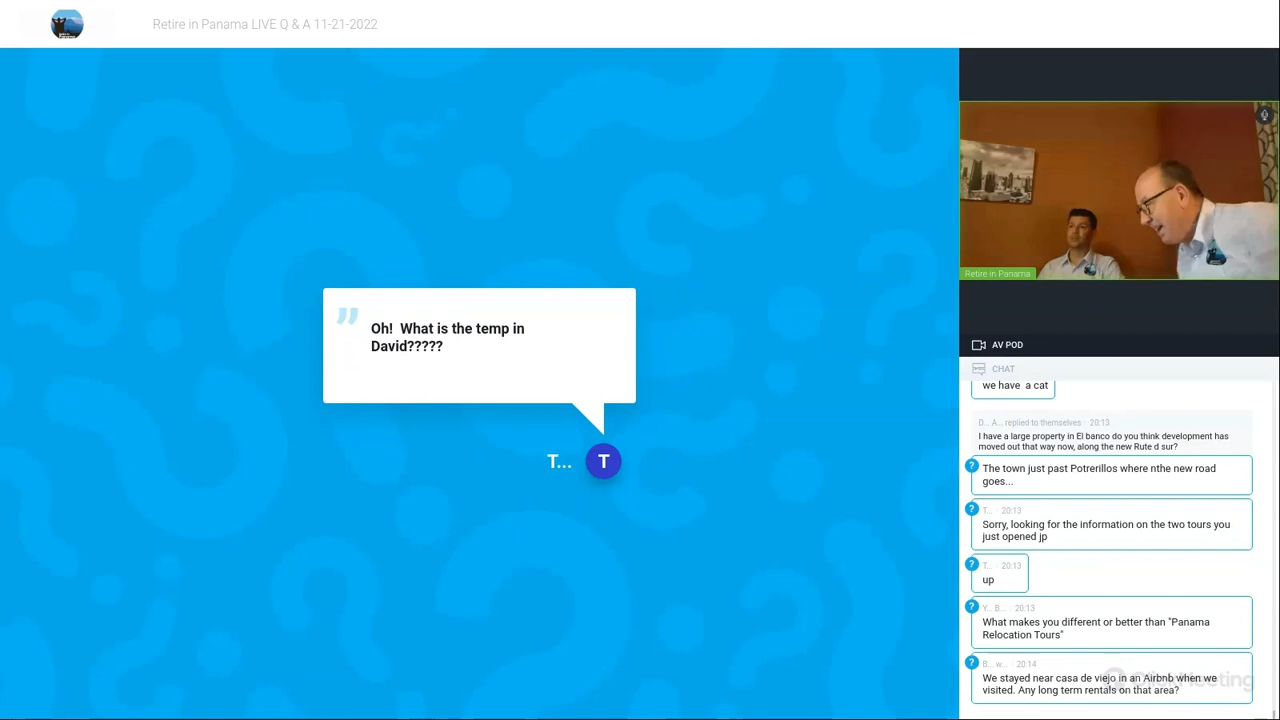 Retire in Panama LIVE Q & A 11-21-2022
”
Oh! What is the temp in
David?????
T... T
Retire in Panama
AV POD
CHAT
we have a cat
D... A... replied to themselves 20:13
I have a large property in El banco do you think development has
moved out that way now, along the new Rute d sur?
?
The town just past Potrerillos where nthe new road
goes...
?
T... 20:13
Sorry, looking for the information on the two tours you
just opened jp
?
T... 20:13
up
?
Y... B... 20:13
What makes you different or better than "Panama
Relocation Tours"
?
B... w... 20:14
We stayed near casa de viejo in an Airbnb when we
visited. Any long term rentals on that area?
ClickMeeting